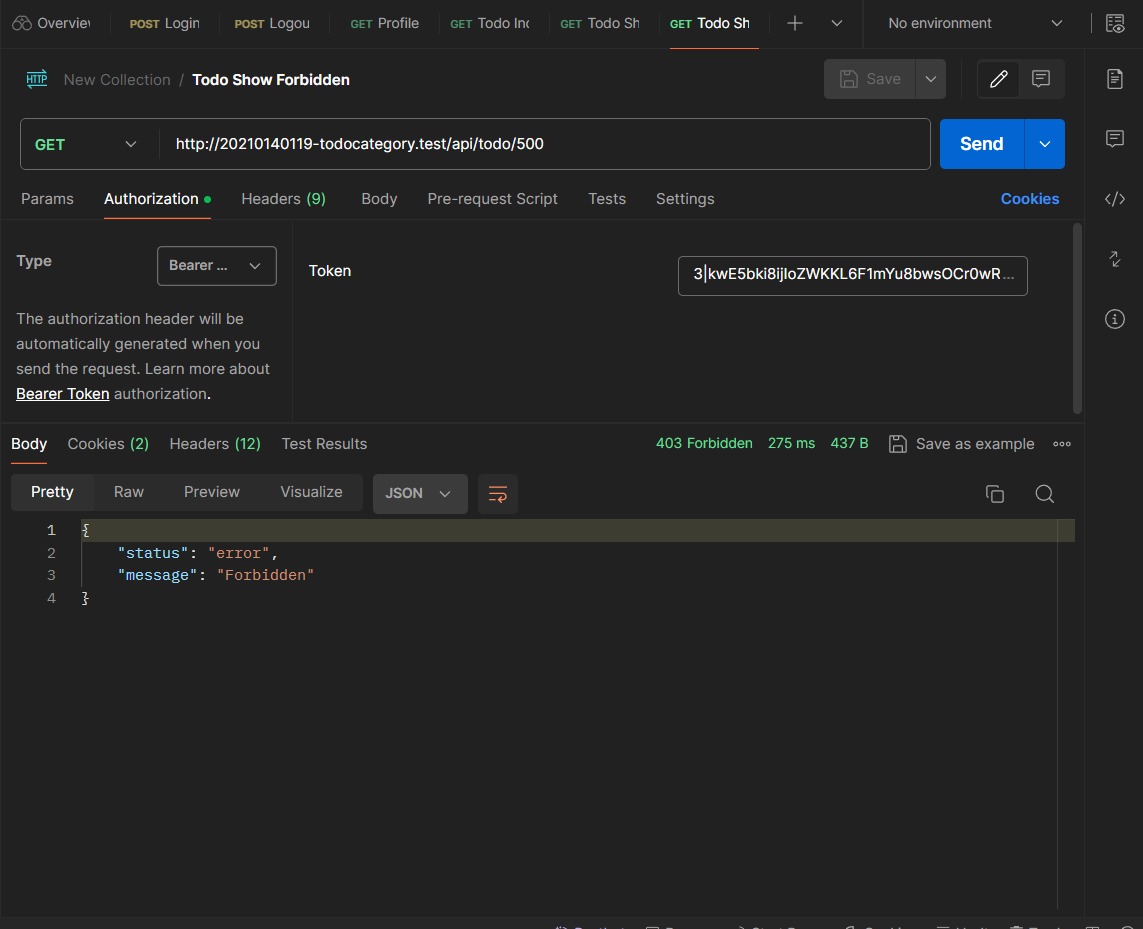 Overview
POST Login
POST Logou
GET Profile
GET Todo Inc
GET Todo Sh
GET Todo Sh
No environment
HTTP
New Collection / Todo Show Forbidden
Save
GET
http://20210140119-todocategory.test/api/todo/500
Send
Params
Authorization
Headers (9)
Body
Pre-request Script
Tests
Settings
Cookies
Type
Bearer ...
The authorization header will be
automatically generated when you
send the request. Learn more about
Bearer Token authorization.
Token
3|kwE5bki8ijIoZWKKL6F1mYu8bwsOCr0wR...
Body
Cookies (2)
Headers (12)
Test Results
403 Forbidden
275 ms
437 B
Save as example
Pretty
Raw
Preview
Visualize
JSON
1 {
2 "status": "error",
3 "message": "Forbidden"
4 }